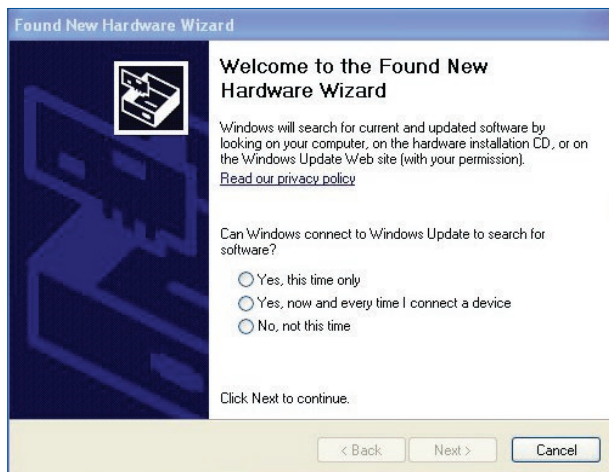 Found New Hardware Wizard
Welcome to the Found New
Hardware Wizard
Windows will search for current and updated software by
looking on your computer, on the hardware installation CD, or on
the Windows Update Web site (with your permission).
Read our privacy policy
Can Windows connect to Windows Update to search for
software?
Yes, this time only
Yes, now and every time I connect a device
No, not this time
Click Next to continue.
< Back
Next >
Cancel